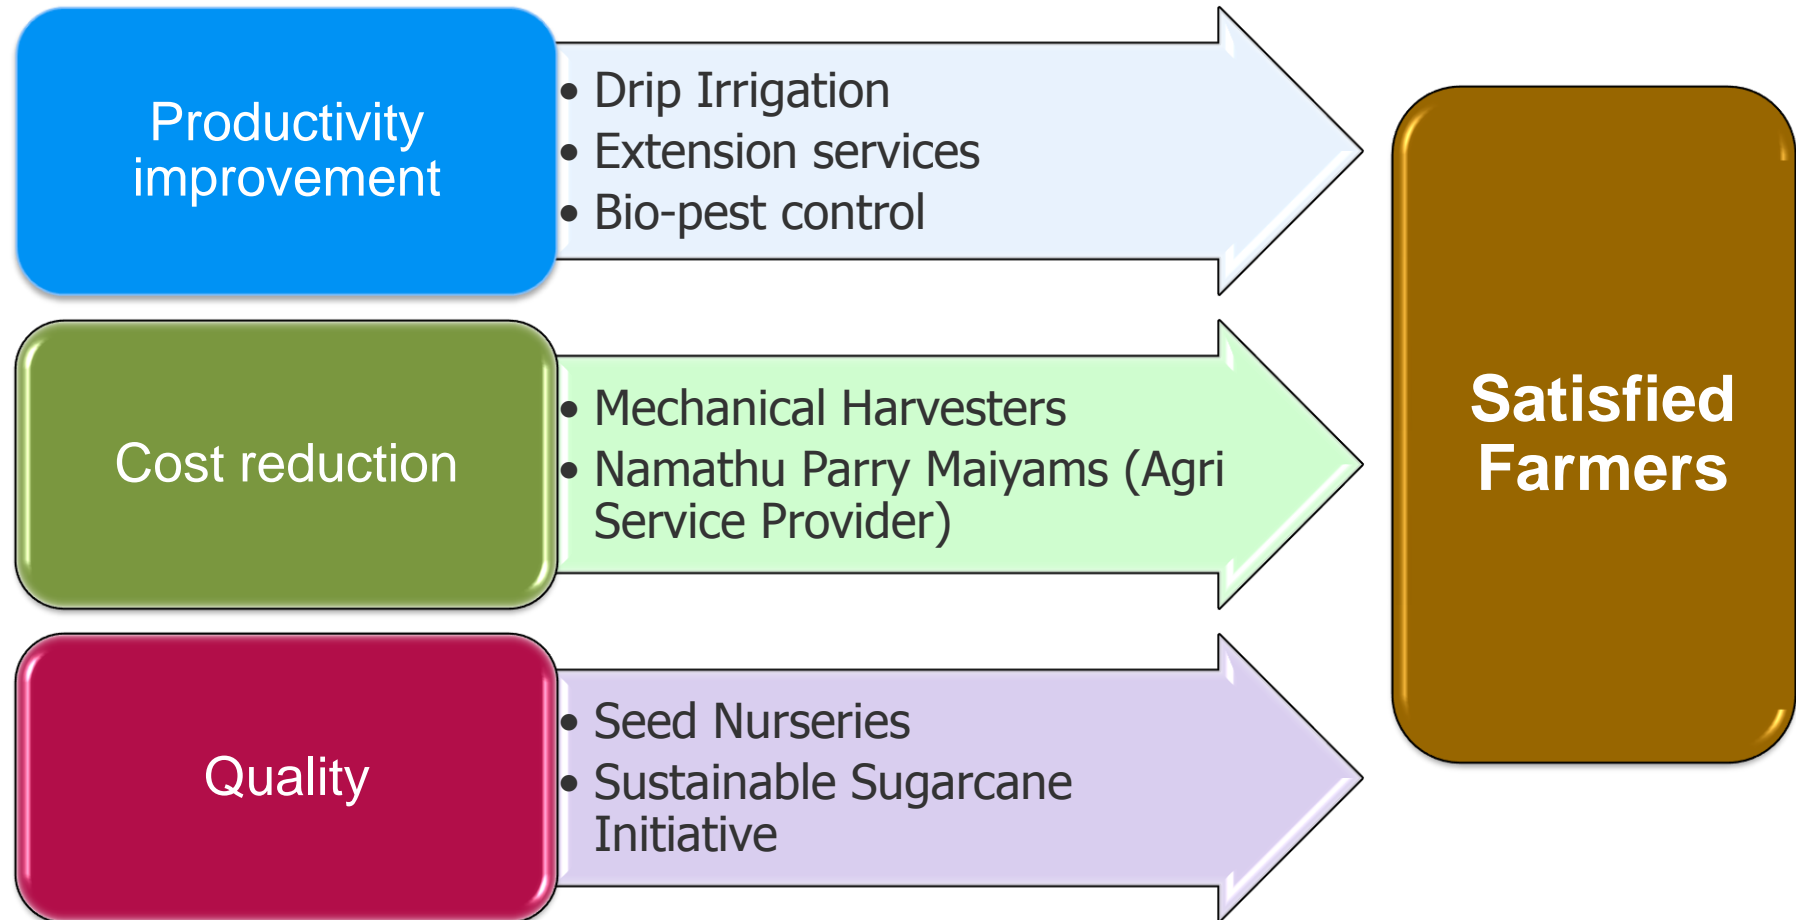 Productivity
improvement
• Drip Irrigation
• Extension services
• Bio-pest control
Cost reduction
• Mechanical Harvesters
• Namathu Parry Maiyams (Agri
Service Provider)
Quality
• Seed Nurseries
• Sustainable Sugarcane
Initiative
Satisfied
Farmers